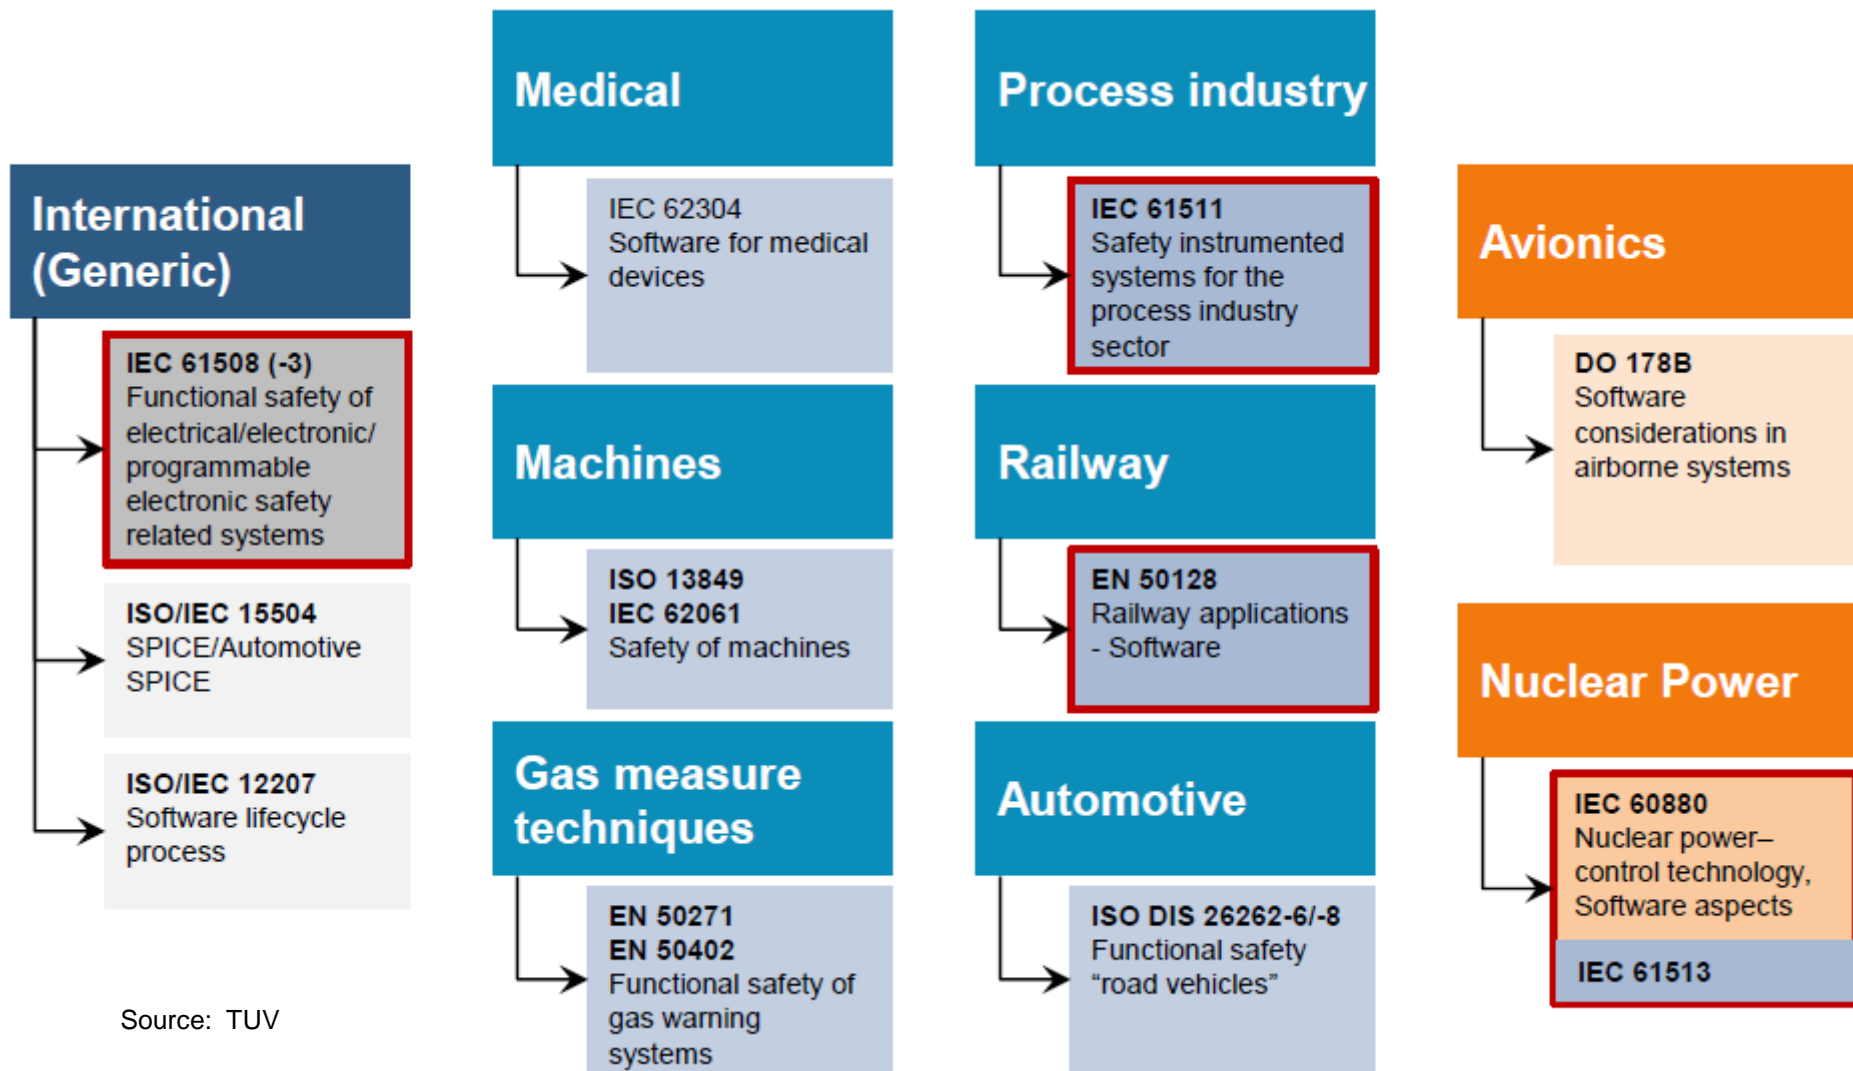 International
(Generic)
IEC 61508 (-3)
Functional safety of
electrical/electronic/
programmable
electronic safety
related systems
ISO/IEC 15504
SPICE/Automotive
SPICE
ISO/IEC 12207
Software lifecycle
process
Source: TUV
Medical
IEC 62304
Software for medical
devices
Machines
ISO 13849
IEC 62061
Safety of machines
Gas measure
techniques
EN 50271
EN 50402
Functional safety of
gas warning
systems
Process industry
IEC 61511
Safety instrumented
systems for the
process industry
sector
Railway
EN 50128
Railway applications
- Software
Automotive
ISO DIS 26262-6/-8
Functional safety
“road vehicles”
Avionics
DO 178B
Software
considerations in
airborne systems
Nuclear Power
IEC 60880
Nuclear power–
control technology,
Software aspects
IEC 61513